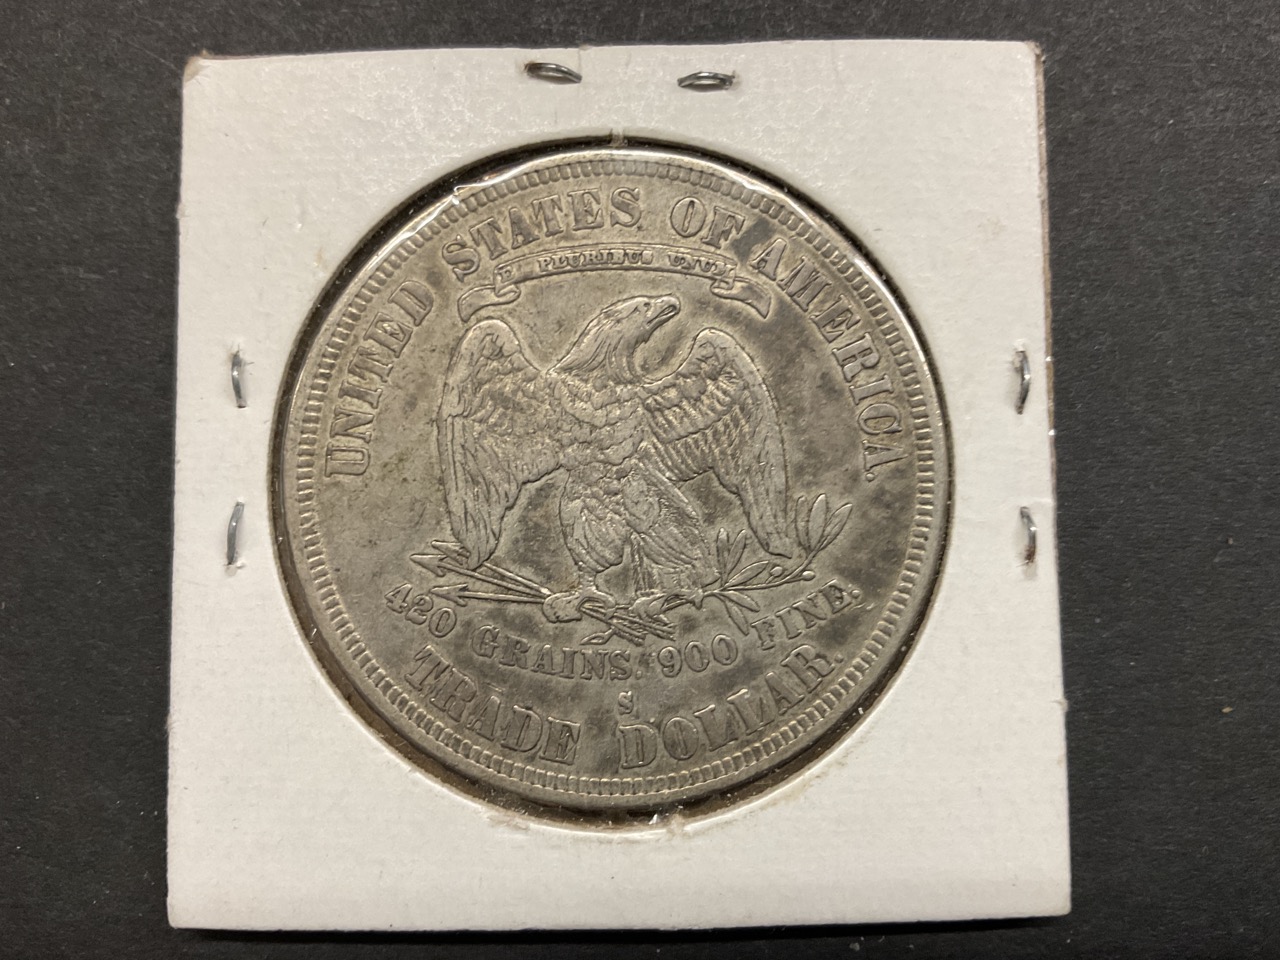 UNITED STATES OF AMERICA.
E PLURIBUS UNUM
420 GRAINS. 900 FINE.
S
TRADE DOLLAR.